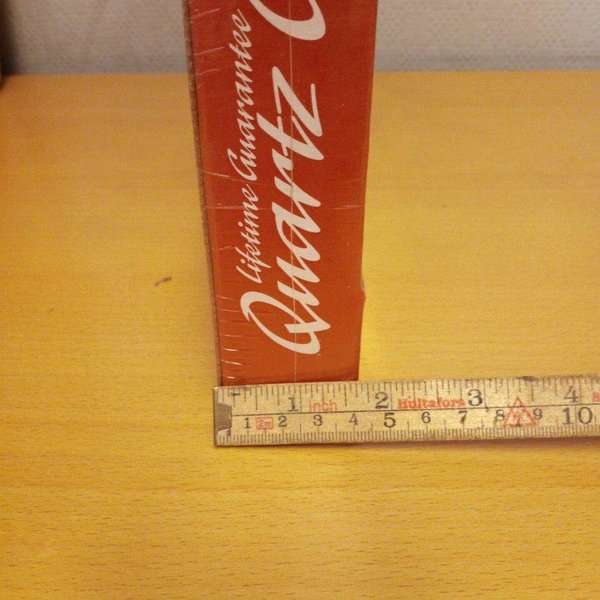 Lifetime Guarantee
Quartz C
1 inch 2 Hultafors 3 4
1 2m 2 3 4 5 6 7 8 9 10